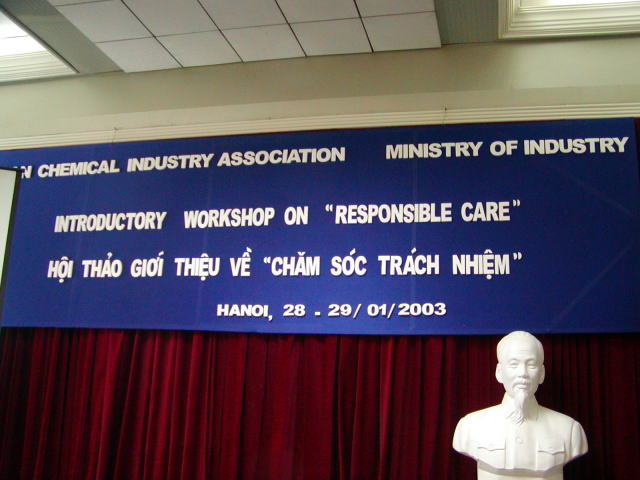 CHEMICAL INDUSTRY ASSOCIATION MINISTRY OF INDUSTRY
INTRODUCTORY WORKSHOP ON "RESPONSIBLE CARE"
HỘI THẢO GIỚI THIỆU VỀ "CHĂM SÓC TRÁCH NHIỆM"
HANOI, 28 - 29/01/2003